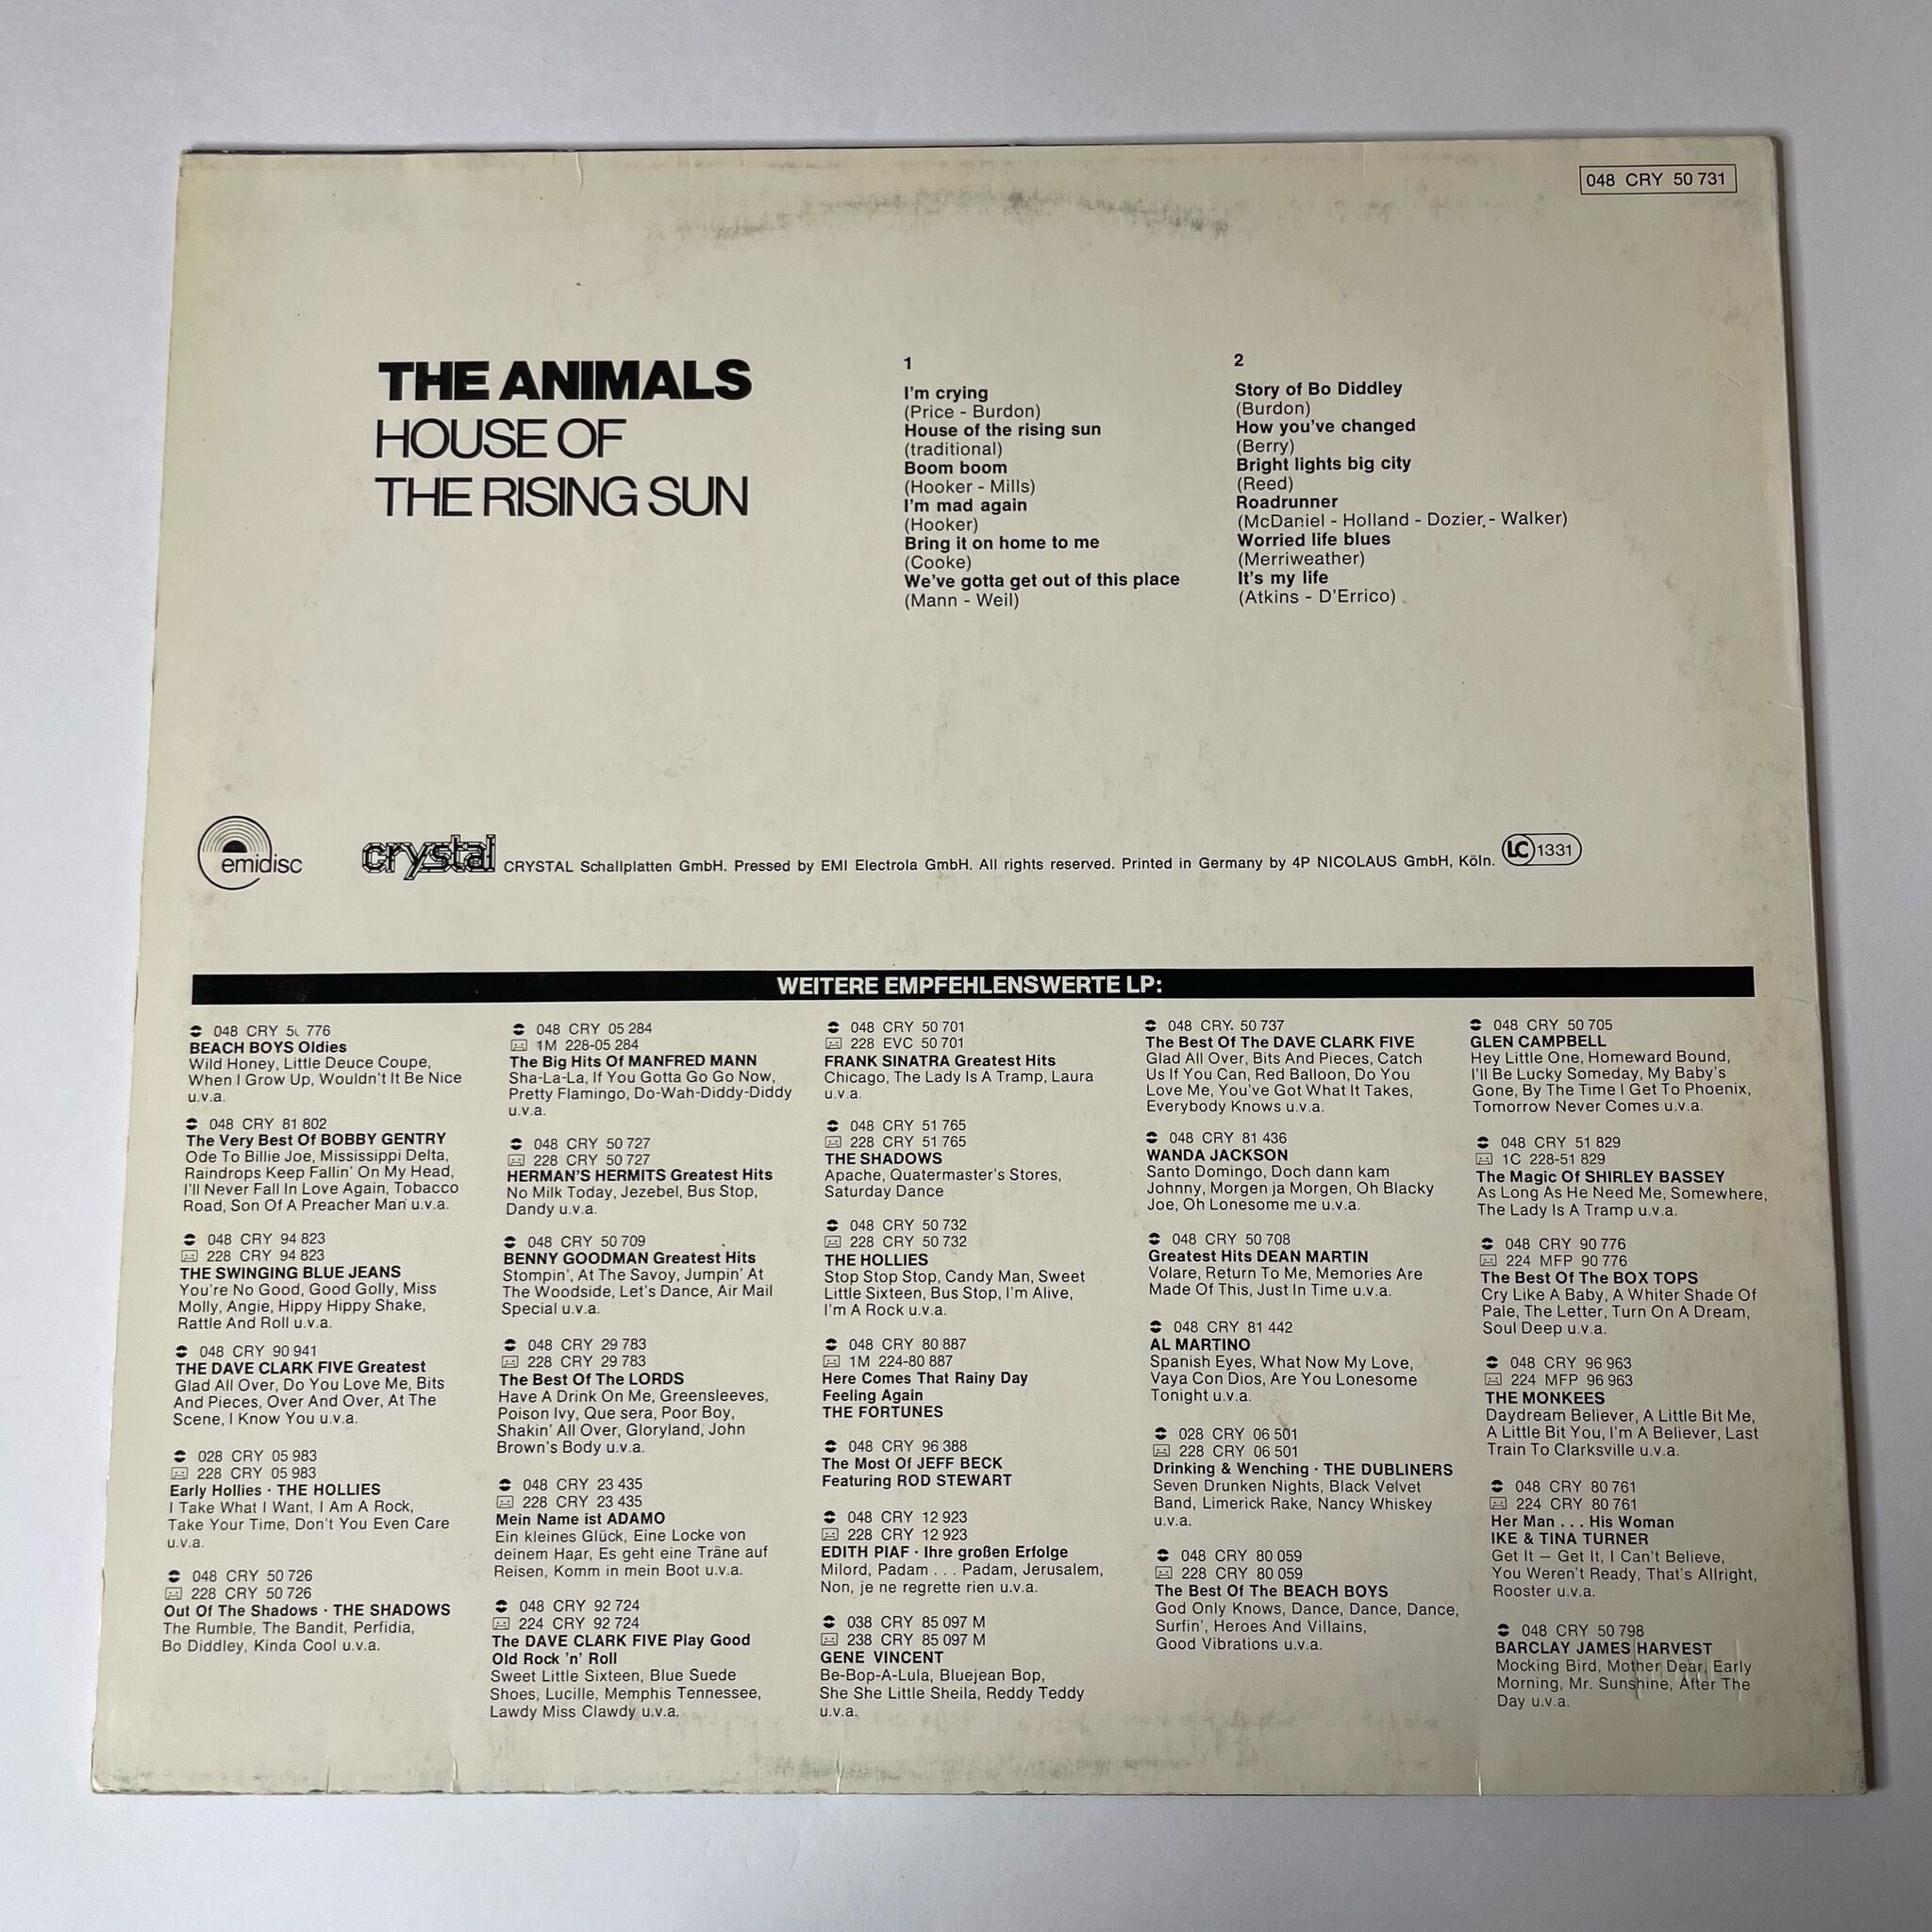 048 CRY 50 731
THE ANIMALS
HOUSE OF
THE RISING SUN
1
I'm crying
(Price - Burdon)
House of the rising sun
(traditional)
Boom boom
(Hooker - Mills)
I'm mad again
(Hooker)
Bring it on home to me
(Cooke)
We've gotta get out of this place
(Mann - Weil)
2
Story of Bo Diddley
(Burdon)
How you've changed
(Berry)
Bright lights big city
(Reed)
Roadrunner
(McDaniel - Holland - Dozier - Walker)
Worried life blues
(Merriweather)
It's my life
(Atkins - D'Errico)
emidisc
crystal CRYSTAL Schallplatten GmbH. Pressed by EMI Electrola GmbH. All rights reserved. Printed in Germany by 4P NICOLAUS GmbH, Köln. LC 1331
WEITERE EMPFEHLENSWERTE LP:
048 CRY 776
BEACH BOYS Oldies
Wild Honey, Little Deuce Coupe,
When I Grow Up, Wouldn't It Be Nice
u.v.a.
048 CRY 81 802
The Very Best Of BOBBY GENTRY
Ode To Billie Joe, Mississippi Delta,
Raindrops Keep Fallin' On My Head,
I'll Never Fall In Love Again, Tobacco
Road, Son Of A Preacher Man u.v.a.
048 CRY 94 823
228 CRY 94 823
THE SWINGING BLUE JEANS
You're No Good, Good Golly, Miss
Molly, Angie, Hippy Hippy Shake,
Rattle And Roll u.v.a.
048 CRY 90 941
THE DAVE CLARK FIVE Greatest
Glad All Over, Do You Love Me, Bits
And Pieces, Over And Over, At The
Scene, I Know You u.v.a.
028 CRY 05 983
228 CRY 05 983
Early Hollies · THE HOLLIES
I Take What I Want, I Am A Rock,
Take Your Time, Don't You Even Care
u.v.a.
048 CRY 50 726
228 CRY 50 726
Out Of The Shadows · THE SHADOWS
The Rumble, The Bandit, Perfidia,
Bo Diddley, Kinda Cool u.v.a.
048 CRY 05 284
1M 228-05 284
The Big Hits Of MANFRED MANN
Sha-La-La, If You Gotta Go Go Now,
Pretty Flamingo, Do-Wah-Diddy-Diddy
u.v.a.
048 CRY 50 727
228 CRY 50 727
HERMAN'S HERMITS Greatest Hits
No Milk Today, Jezebel, Bus Stop,
Dandy u.v.a.
048 CRY 50 709
BENNY GOODMAN Greatest Hits
Stompin', At The Savoy, Jumpin' At
The Woodside, Let's Dance, Air Mail
Special u.v.a.
048 CRY 29 783
228 CRY 29 783
The Best Of The LORDS
Have A Drink On Me, Greensleeves,
Poison Ivy, Que sera, Poor Boy,
Shakin' All Over, Gloryland, John
Brown's Body u.v.a.
048 CRY 23 435
228 CRY 23 435
Mein Name ist ADAMO
Ein kleines Glück, Eine Locke von
deinem Haar, Es geht eine Träne auf
Reisen, Komm in mein Boot u.v.a.
048 CRY 92 724
224 CRY 92 724
The DAVE CLARK FIVE Play Good
Old Rock 'n' Roll
Sweet Little Sixteen, Blue Suede
Shoes, Lucille, Memphis Tennessee,
Lawdy Miss Clawdy u.v.a.
048 CRY 50 701
228 EVC 50 701
FRANK SINATRA Greatest Hits
Chicago, The Lady Is A Tramp, Laura
u.v.a.
048 CRY 51 765
228 CRY 51 765
THE SHADOWS
Apache, Quatermaster's Stores,
Saturday Dance
048 CRY 50 732
228 CRY 50 732
THE HOLLIES
Stop Stop Stop, Candy Man, Sweet
Little Sixteen, Bus Stop, I'm Alive,
I'm A Rock u.v.a.
048 CRY 80 887
1M 224-80 887
Here Comes That Rainy Day
Feeling Again
THE FORTUNES
048 CRY 96 388
The Most Of JEFF BECK
Featuring ROD STEWART
048 CRY 12 923
228 CRY 12 923
EDITH PIAF · Ihre großen Erfolge
Milord, Padam . . . Padam, Jerusalem,
Non, je ne regrette rien u.v.a.
038 CRY 85 097 M
238 CRY 85 097 M
GENE VINCENT
Be-Bop-A-Lula, Bluejean Bop,
She She Little Sheila, Reddy Teddy
u.v.a.
048 CRY. 50 737
The Best Of The DAVE CLARK FIVE
Glad All Over, Bits And Pieces, Catch
Us If You Can, Red Balloon, Do You
Love Me, You've Got What It Takes,
Everybody Knows u.v.a.
048 CRY 81 436
WANDA JACKSON
Santo Domingo, Doch dann kam
Johnny, Morgen ja Morgen, Oh Blacky
Joe, Oh Lonesome me u.v.a.
048 CRY 50 708
Greatest Hits DEAN MARTIN
Volare, Return To Me, Memories Are
Made Of This, Just In Time u.v.a.
048 CRY 81 442
AL MARTINO
Spanish Eyes, What Now My Love,
Vaya Con Dios, Are You Lonesome
Tonight u.v.a.
028 CRY 06 501
228 CRY 06 501
Drinking & Wenching · THE DUBLINERS
Seven Drunken Nights, Black Velvet
Band, Limerick Rake, Nancy Whiskey
u.v.a.
048 CRY 80 059
228 CRY 80 059
The Best Of The BEACH BOYS
God Only Knows, Dance, Dance, Dance,
Surfin', Heroes And Villains,
Good Vibrations u.v.a.
048 CRY 50 705
GLEN CAMPBELL
Hey Little One, Homeward Bound,
I'll Be Lucky Someday, My Baby's
Gone, By The Time I Get To Phoenix,
Tomorrow Never Comes u.v.a.
048 CRY 51 829
1C 228-51 829
The Magic Of SHIRLEY BASSEY
As Long As He Need Me, Somewhere,
The Lady Is A Tramp u.v.a.
048 CRY 90 776
224 MFP 90 776
The Best Of The BOX TOPS
Cry Like A Baby, A Whiter Shade Of
Pale, The Letter, Turn On A Dream,
Soul Deep u.v.a.
048 CRY 96 963
224 MFP 96 963
THE MONKEES
Daydream Believer, A Little Bit Me,
A Little Bit You, I'm A Believer, Last
Train To Clarksville u.v.a.
048 CRY 80 761
224 CRY 80 761
Her Man . . . His Woman
IKE & TINA TURNER
Get It – Get It, I Can't Believe,
You Weren't Ready, That's Allright,
Rooster u.v.a.
048 CRY 50 798
BARCLAY JAMES HARVEST
Mocking Bird, Mother Dear, Early
Morning, Mr. Sunshine, After The
Day u.v.a.